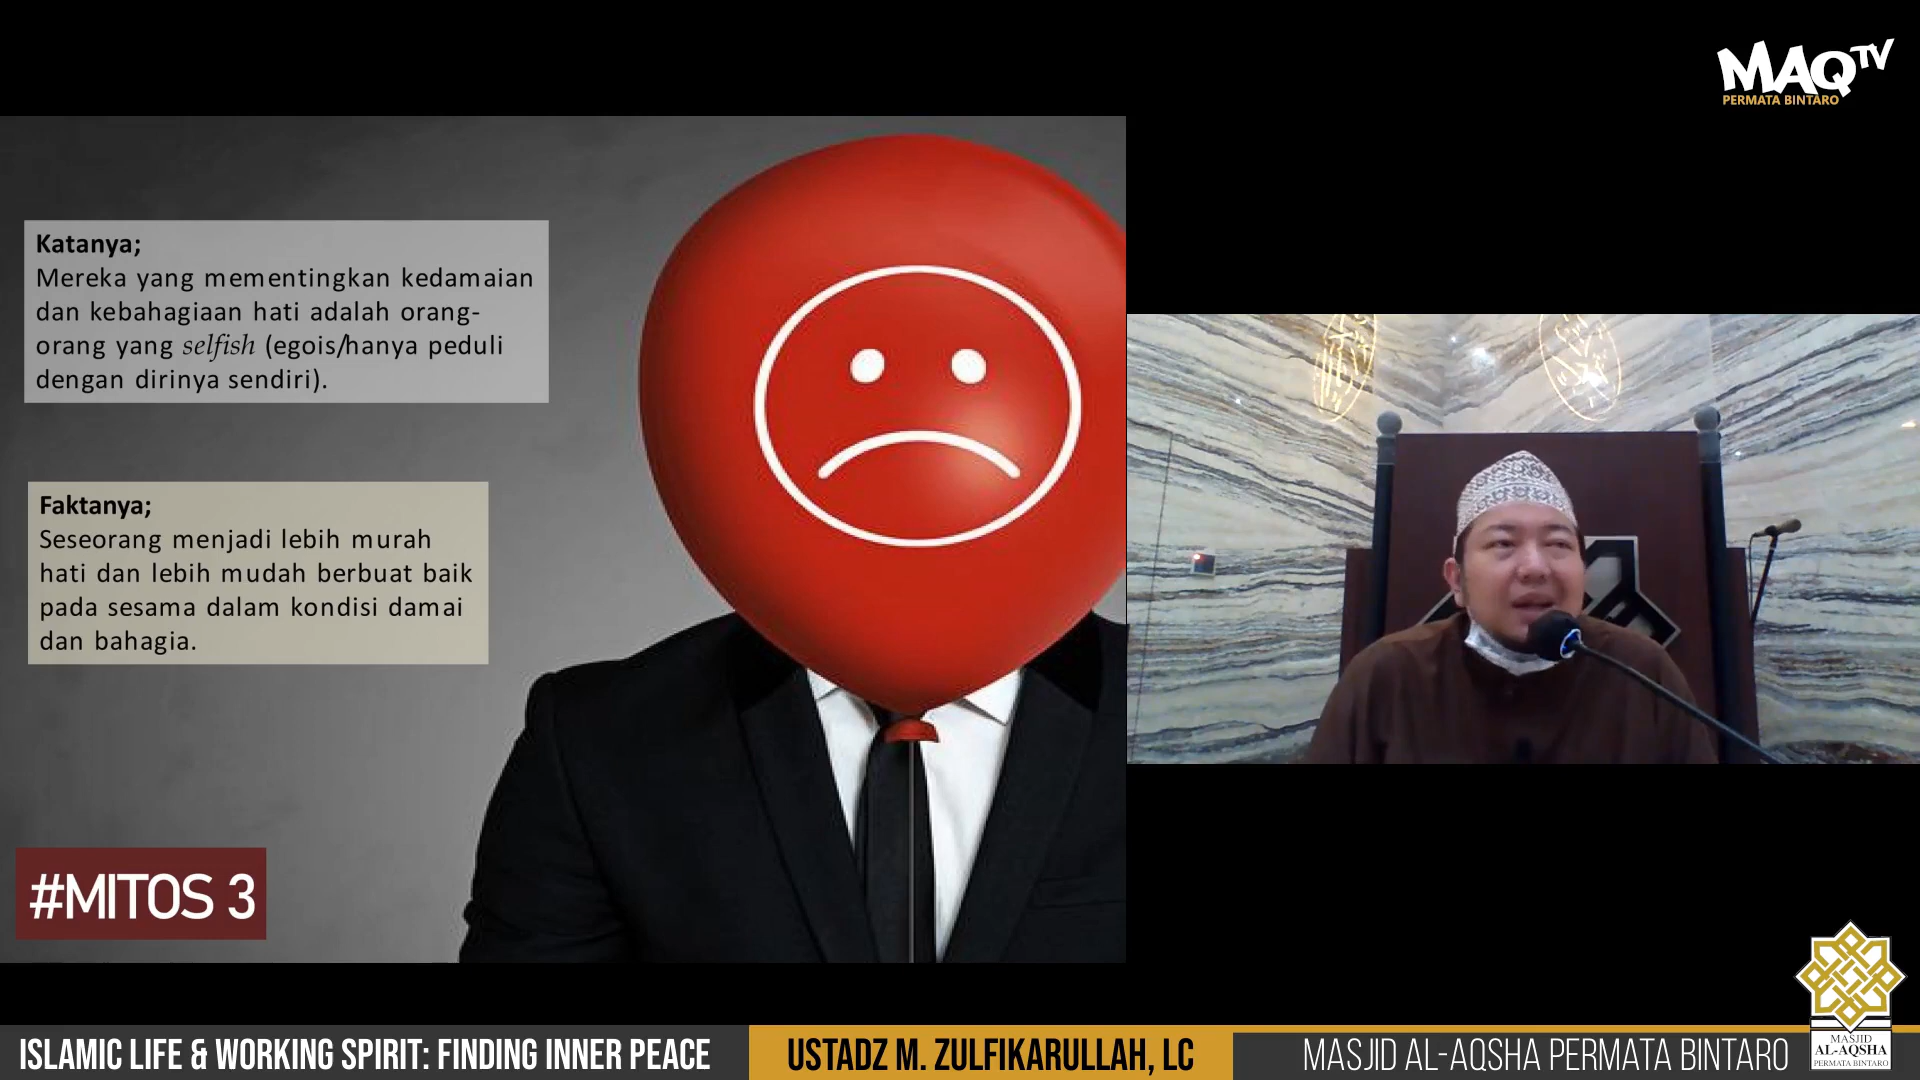 MAQTV
PERMATA BINTARO
Katanya;
Mereka yang mementingkan kedamaian
dan kebahagiaan hati adalah orang-
orang yang selfish (egois/hanya peduli
dengan dirinya sendiri).
Faktanya;
Seseorang menjadi lebih murah
hati dan lebih mudah berbuat baik
pada sesama dalam kondisi damai
dan bahagia.
#MITOS 3
ISLAMIC LIFE & WORKING SPIRIT: FINDING INNER PEACE
USTADZ M. ZULFIKARULLAH, LC
MASJID AL-AQSHA PERMATA BINTARO
MASJID
AL-AQSHA
PERMATA BINTARO